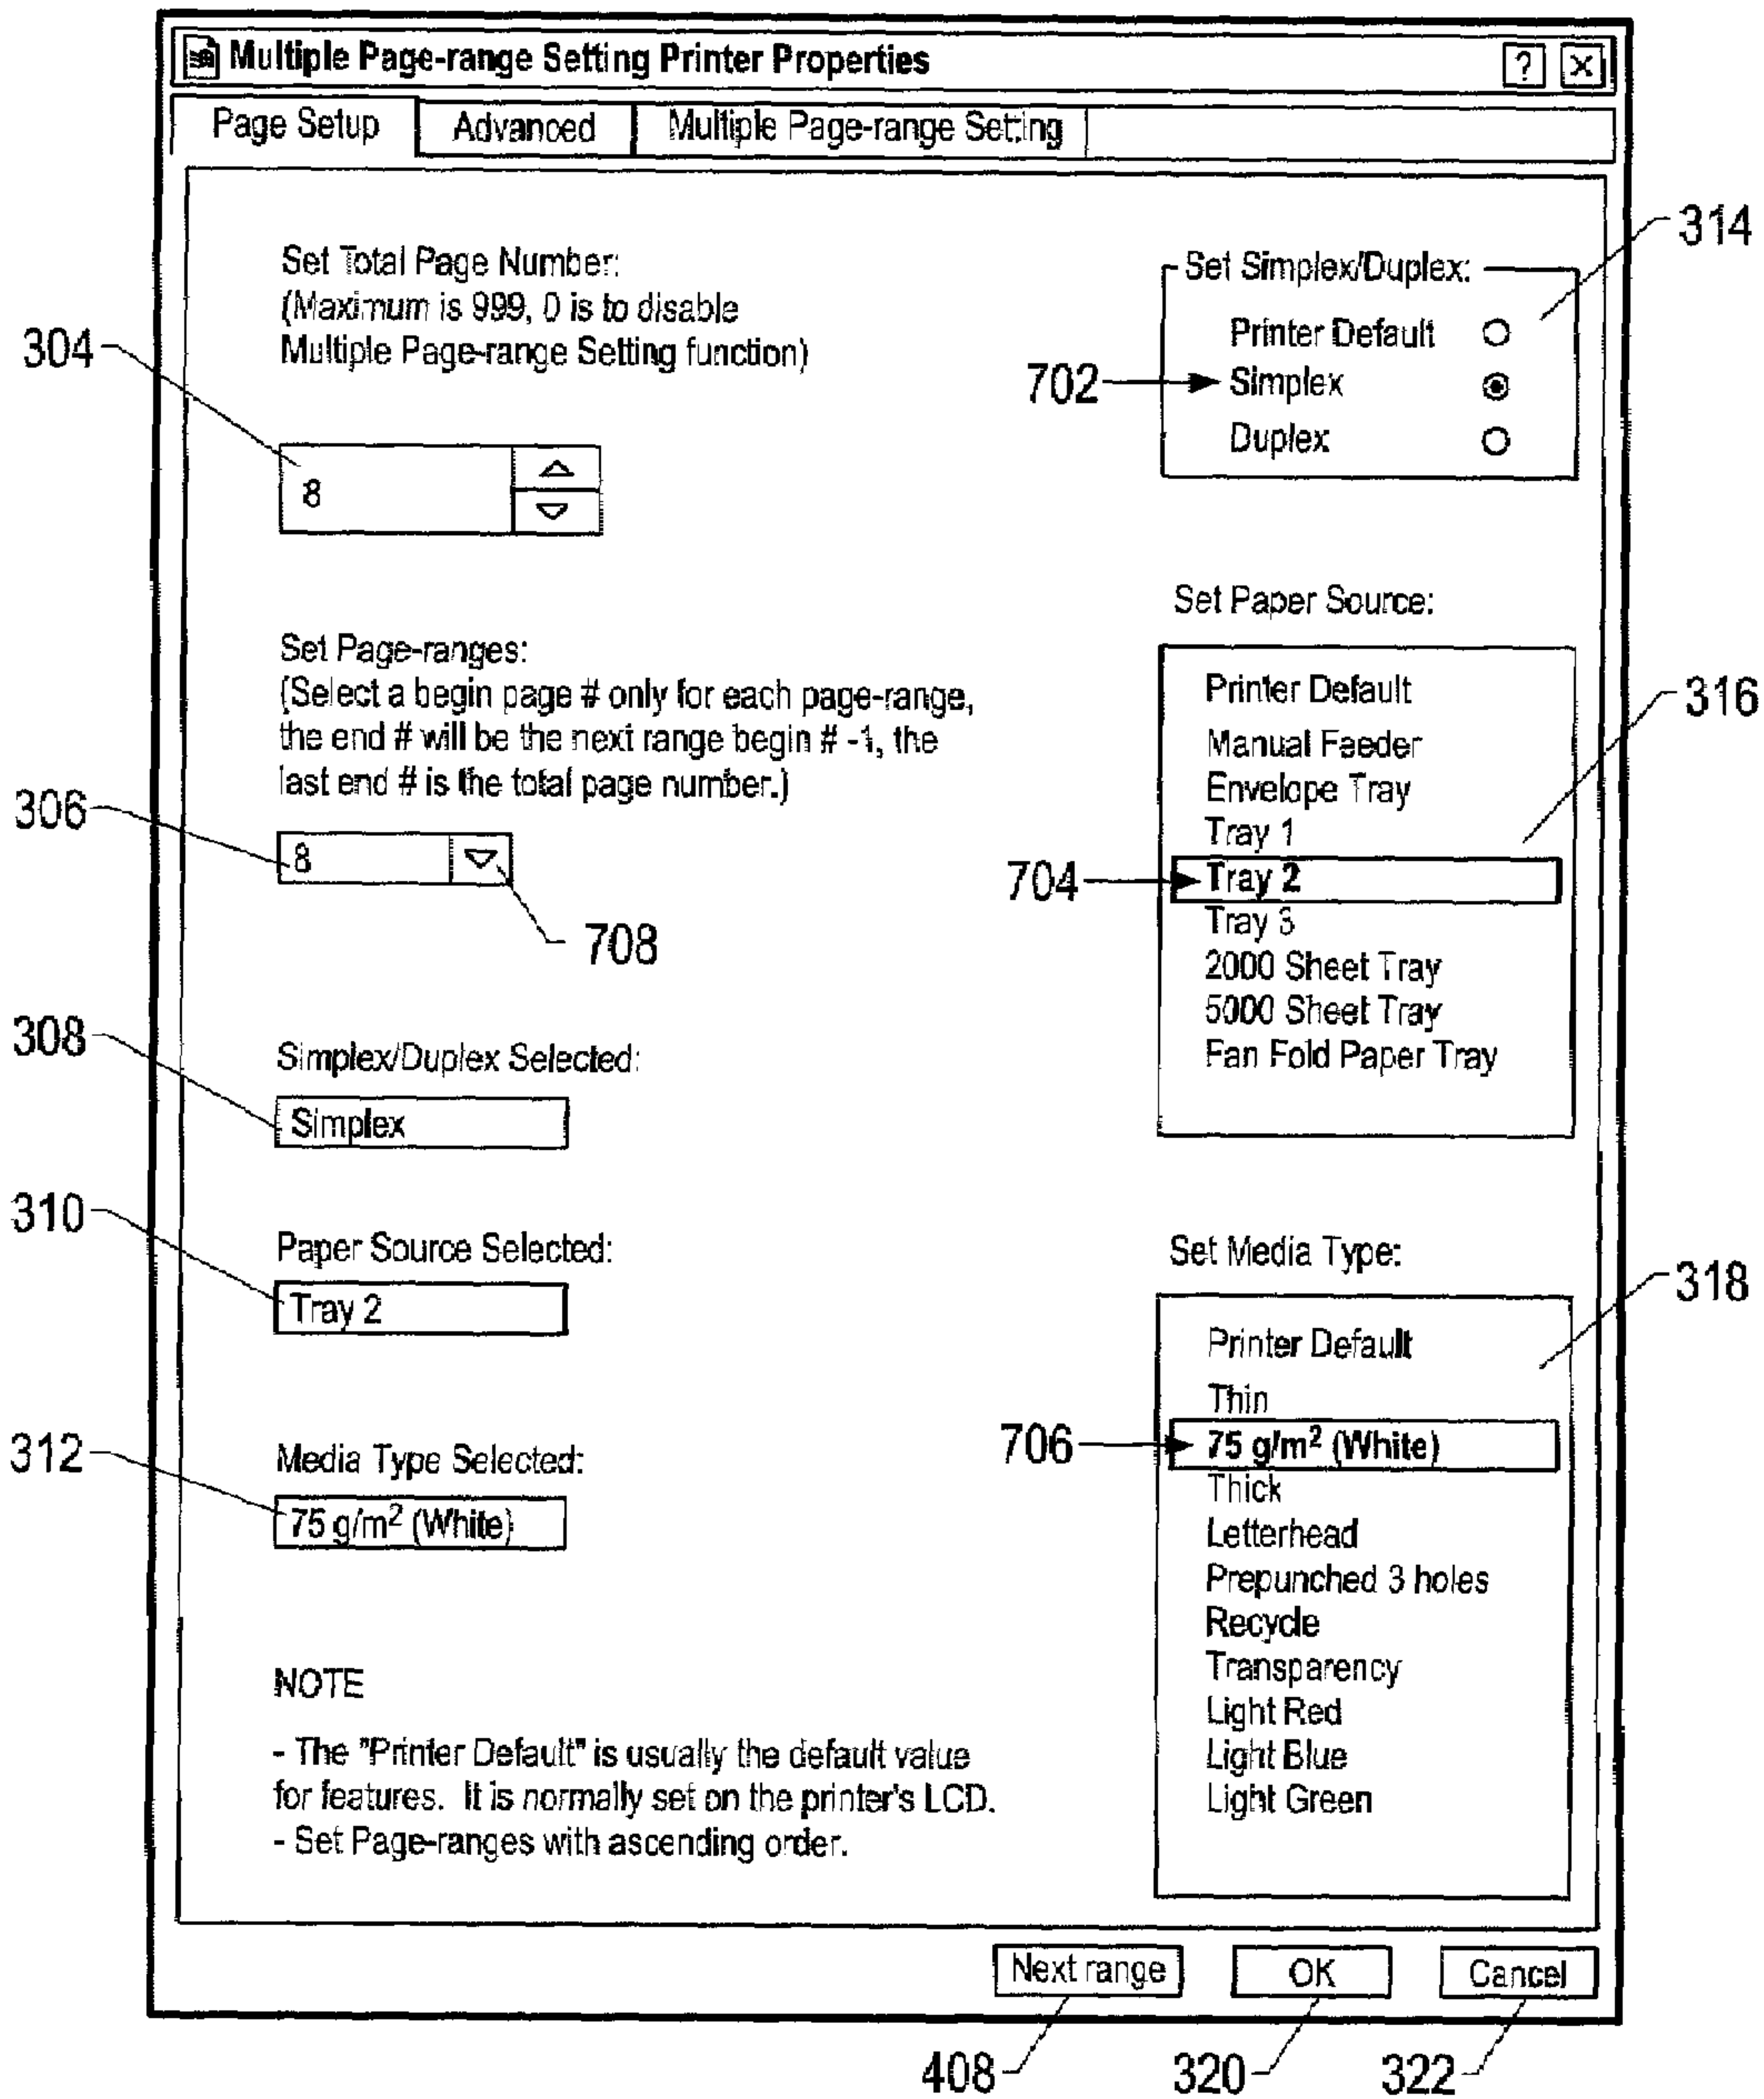 Multiple Page-range Setting Printer Properties
?
X
Page Setup
Advanced
Multiple Page-range Setting
Set Total Page Number:
(Maximum is 999, 0 is to disable
Multiple Page-range Setting function)
304
8
Set Page-ranges:
(Select a begin page # only for each page-range,
the end # will be the next range begin # -1, the
last end # is the total page number.)
306
8
708
308
Simplex/Duplex Selected:
Simplex
310
Paper Source Selected:
Tray 2
312
Media Type Selected:
75 g/m² (White)
NOTE
- The "Printer Default" is usually the default value
for features. It is normally set on the printer's LCD.
- Set Page-ranges with ascending order.
314
Set Simplex/Duplex:
Printer Default
702
Simplex
Duplex
Set Paper Source:
316
Printer Default
Manual Feeder
Envelope Tray
Tray 1
704
Tray 2
Tray 3
2000 Sheet Tray
5000 Sheet Tray
Fan Fold Paper Tray
Set Media Type:
318
Printer Default
Thin
706
75 g/m² (White)
Thick
Letterhead
Prepunched 3 holes
Recycle
Transparency
Light Red
Light Blue
Light Green
Next range
OK
Cancel
408
320
322